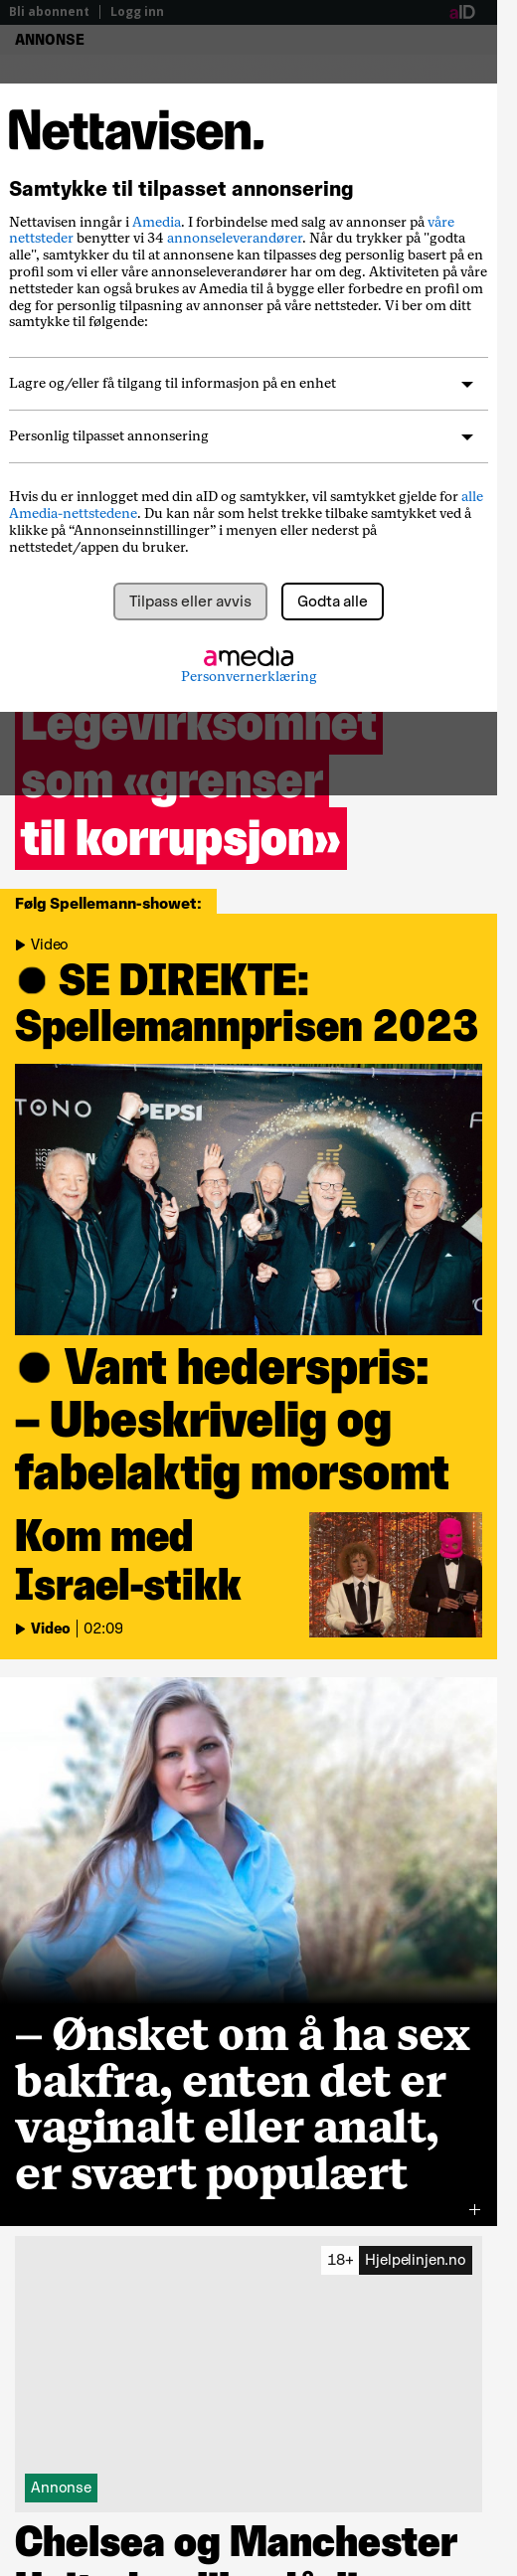 Bli abonnent | Logg inn
aID
ANNONSE
Nettavisen.
Samtykke til tilpasset annonsering
Nettavisen inngår i Amedia. I forbindelse med salg av annonser på våre
nettsteder benytter vi 34 annonseleverandører. Når du trykker på "godta
alle", samtykker du til at annonsene kan tilpasses deg personlig basert på en
profil som vi eller våre annonseleverandører har om deg. Aktiviteten på våre
nettsteder kan også brukes av Amedia til å bygge eller forbedre en profil om
deg for personlig tilpasning av annonser på våre nettsteder. Vi ber om ditt
samtykke til følgende:
Lagre og/eller få tilgang til informasjon på en enhet
Personlig tilpasset annonsering
Hvis du er innlogget med din aID og samtykker, vil samtykket gjelde for alle
Amedia-nettstedene. Du kan når som helst trekke tilbake samtykket ved å
klikke på “Annonseinnstillinger” i menyen eller nederst på
nettstedet/appen du bruker.
Tilpass eller avvis
Godta alle
amedia
Personvernerklæring
Legevirksomhet
som «grenser
til korrupsjon»
Følg Spellemann-showet:
Video
SE DIREKTE:
Spellemannprisen 2023
TONO
PEPSI
Vant hederspris:
– Ubeskrivelig og
fabelaktig morsomt
Kom med
Israel-stikk
Video | 02:09
– Ønsket om å ha sex
bakfra, enten det er
vaginalt eller analt,
er svært populært
18+ Hjelpelinjen.no
Annonse
Chelsea og Manchester